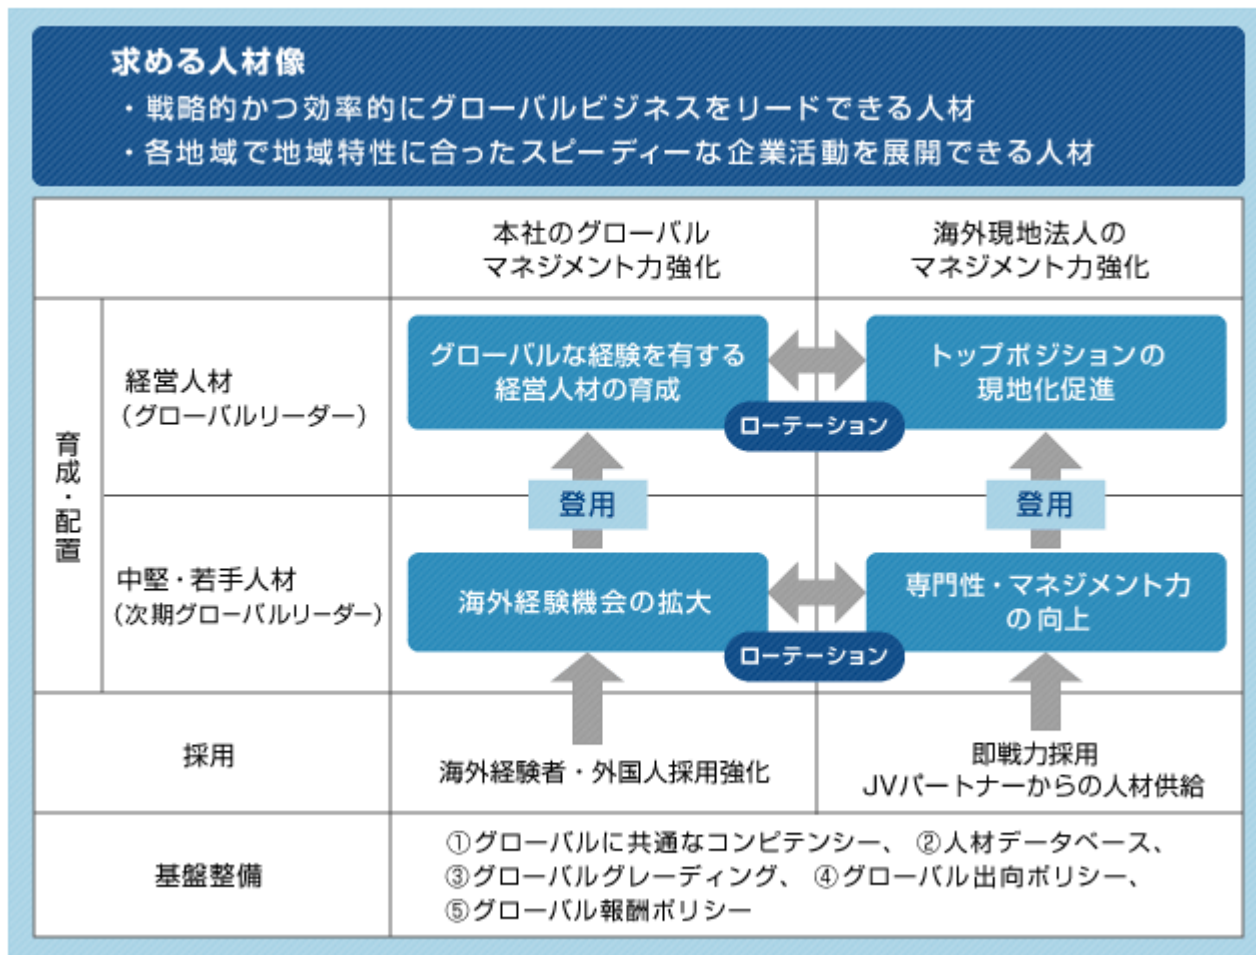 求める人材像
・戦略的かつ効率的にグローバルビジネスをリードできる人材
・各地域で地域特性に合ったスピーディーな企業活動を展開できる人材
本社のグローバル
マネジメント力強化
海外現地法人の
マネジメント力強化
育成・配置
経営人材
（グローバルリーダー）
グローバルな経験を有する
経営人材の育成
トップポジションの
現地化促進
ローテーション
登用
登用
中堅・若手人材
（次期グローバルリーダー）
海外経験機会の拡大
専門性・マネジメント力
の向上
ローテーション
採用
海外経験者・外国人採用強化
即戦力採用
JVパートナーからの人材供給
基盤整備
①グローバルに共通なコンピテンシー、 ②人材データベース、
③グローバルグレーディング、 ④グローバル出向ポリシー、
⑤グローバル報酬ポリシー